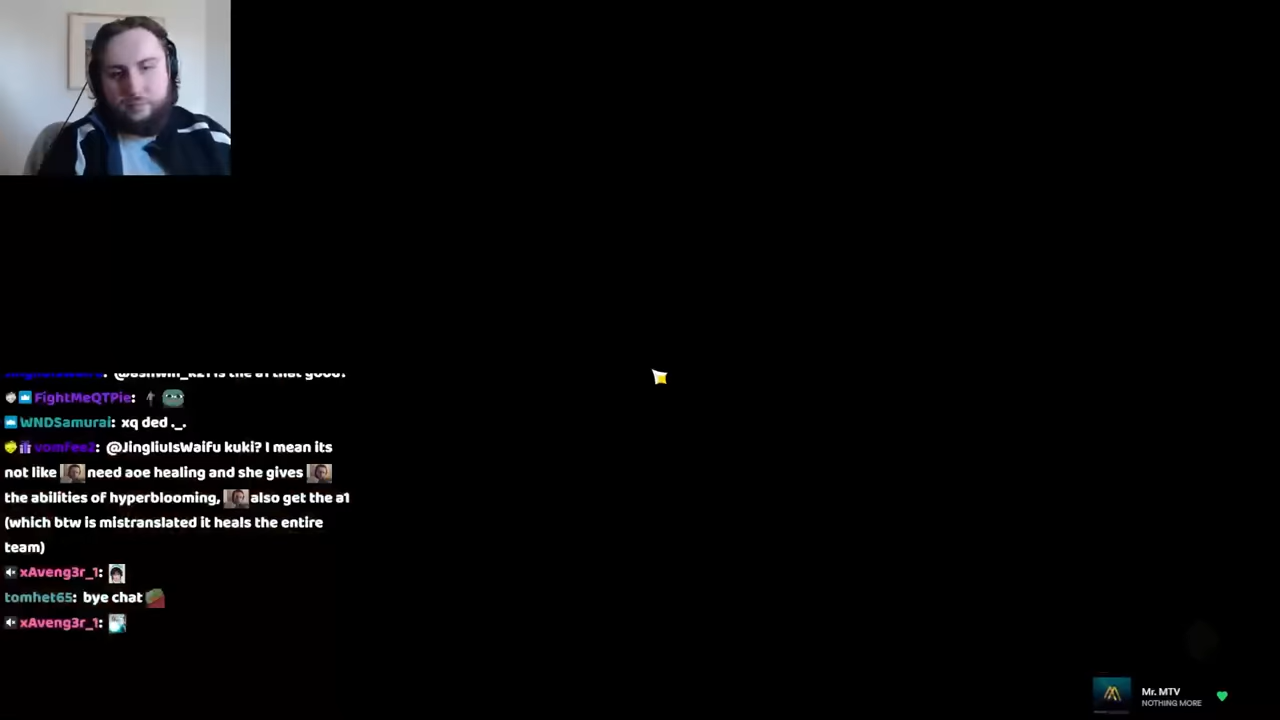 FightMeQTPie:
WNDSamurai: xq ded ._.
vomFee2: @JingliuIsWaifu kuki? I mean its
not like need aoe healing and she gives
the abilities of hyperblooming, also get the a1
(which btw is mistranslated it heals the entire
team)
xAveng3r_1:
tomhet65: bye chat
xAveng3r_1:
Mr. MTV
NOTHING MORE